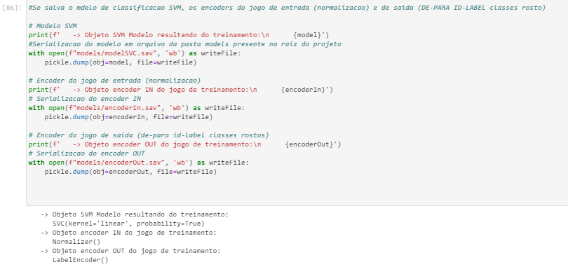 [86]: #Se salva o mdelo de classificacao SVM, os encoders do jogo de entrada (normalizacao) e de saida (DE-PARA ID-LABEL classes rosto)
# Modelo SVM
print(f'   -> Objeto SVM Modelo resultando do treinamento:\n      {model}')
#Serializacao do modelo em arquivo da pasta models presente na raiz do projeto
with open(f"models/modelSVC.sav", 'wb') as writeFile:
    pickle.dump(obj=model, file=writeFile)
# Encoder do jogo de entrada (normalizacao)
print(f'   -> Objeto encoder IN do jogo de treinamento:\n      {encoderIn}')
# Serializacao do encoder IN
with open(f"models/encoderIn.sav", 'wb') as writeFile:
    pickle.dump(obj=encoderIn, file=writeFile)
# Encoder do jogo de saida (de-para id-label classes rostos)
print(f'   -> Objeto encoder OUT do jogo de treinamento:\n      {encoderOut}')
# Serializacao do encoder OUT
with open(f"models/encoderOut.sav", 'wb') as writeFile:
    pickle.dump(obj=encoderOut, file=writeFile)
-> Objeto SVM Modelo resultando do treinamento:
SVC(kernel='linear', probability=True)
-> Objeto encoder IN do jogo de treinamento:
Normalizer()
-> Objeto encoder OUT do jogo de treinamento:
LabelEncoder()